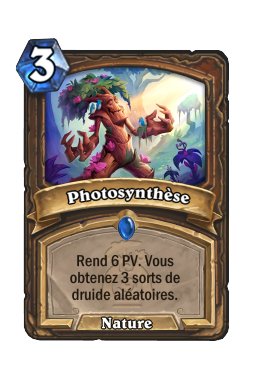 3
Photosynthèse
Rend 6 PV. Vous
obtenez 3 sorts de
druide aléatoires.
Nature